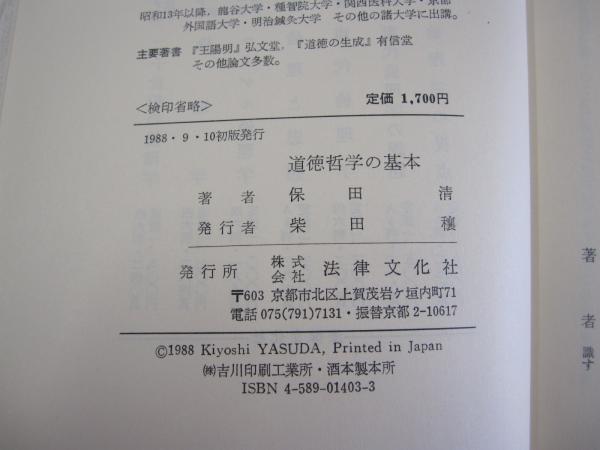 昭和13年以降，龍谷大学・種智院大学・関西医科大学・京都
外国語大学・明治鍼灸大学 その他の諸大学に出講。
主要著書 『王陽明』弘文堂，『道徳の生成』有信堂
その他論文多数。
＜検印省略＞ 定価 1,700円
1988・9・10初版発行
道徳哲学の基本
著者 保田清
発行者 柴田穣
発行所 株式会社 法律文化社
〒603 京都市北区上賀茂岩ケ垣内町71
電話 075(791)7131・振替京都 2-10617
©1988 Kiyoshi YASUDA, Printed in Japan
㈱吉川印刷工業所・酒本製本所
ISBN 4-589-01403-3
著者 識す